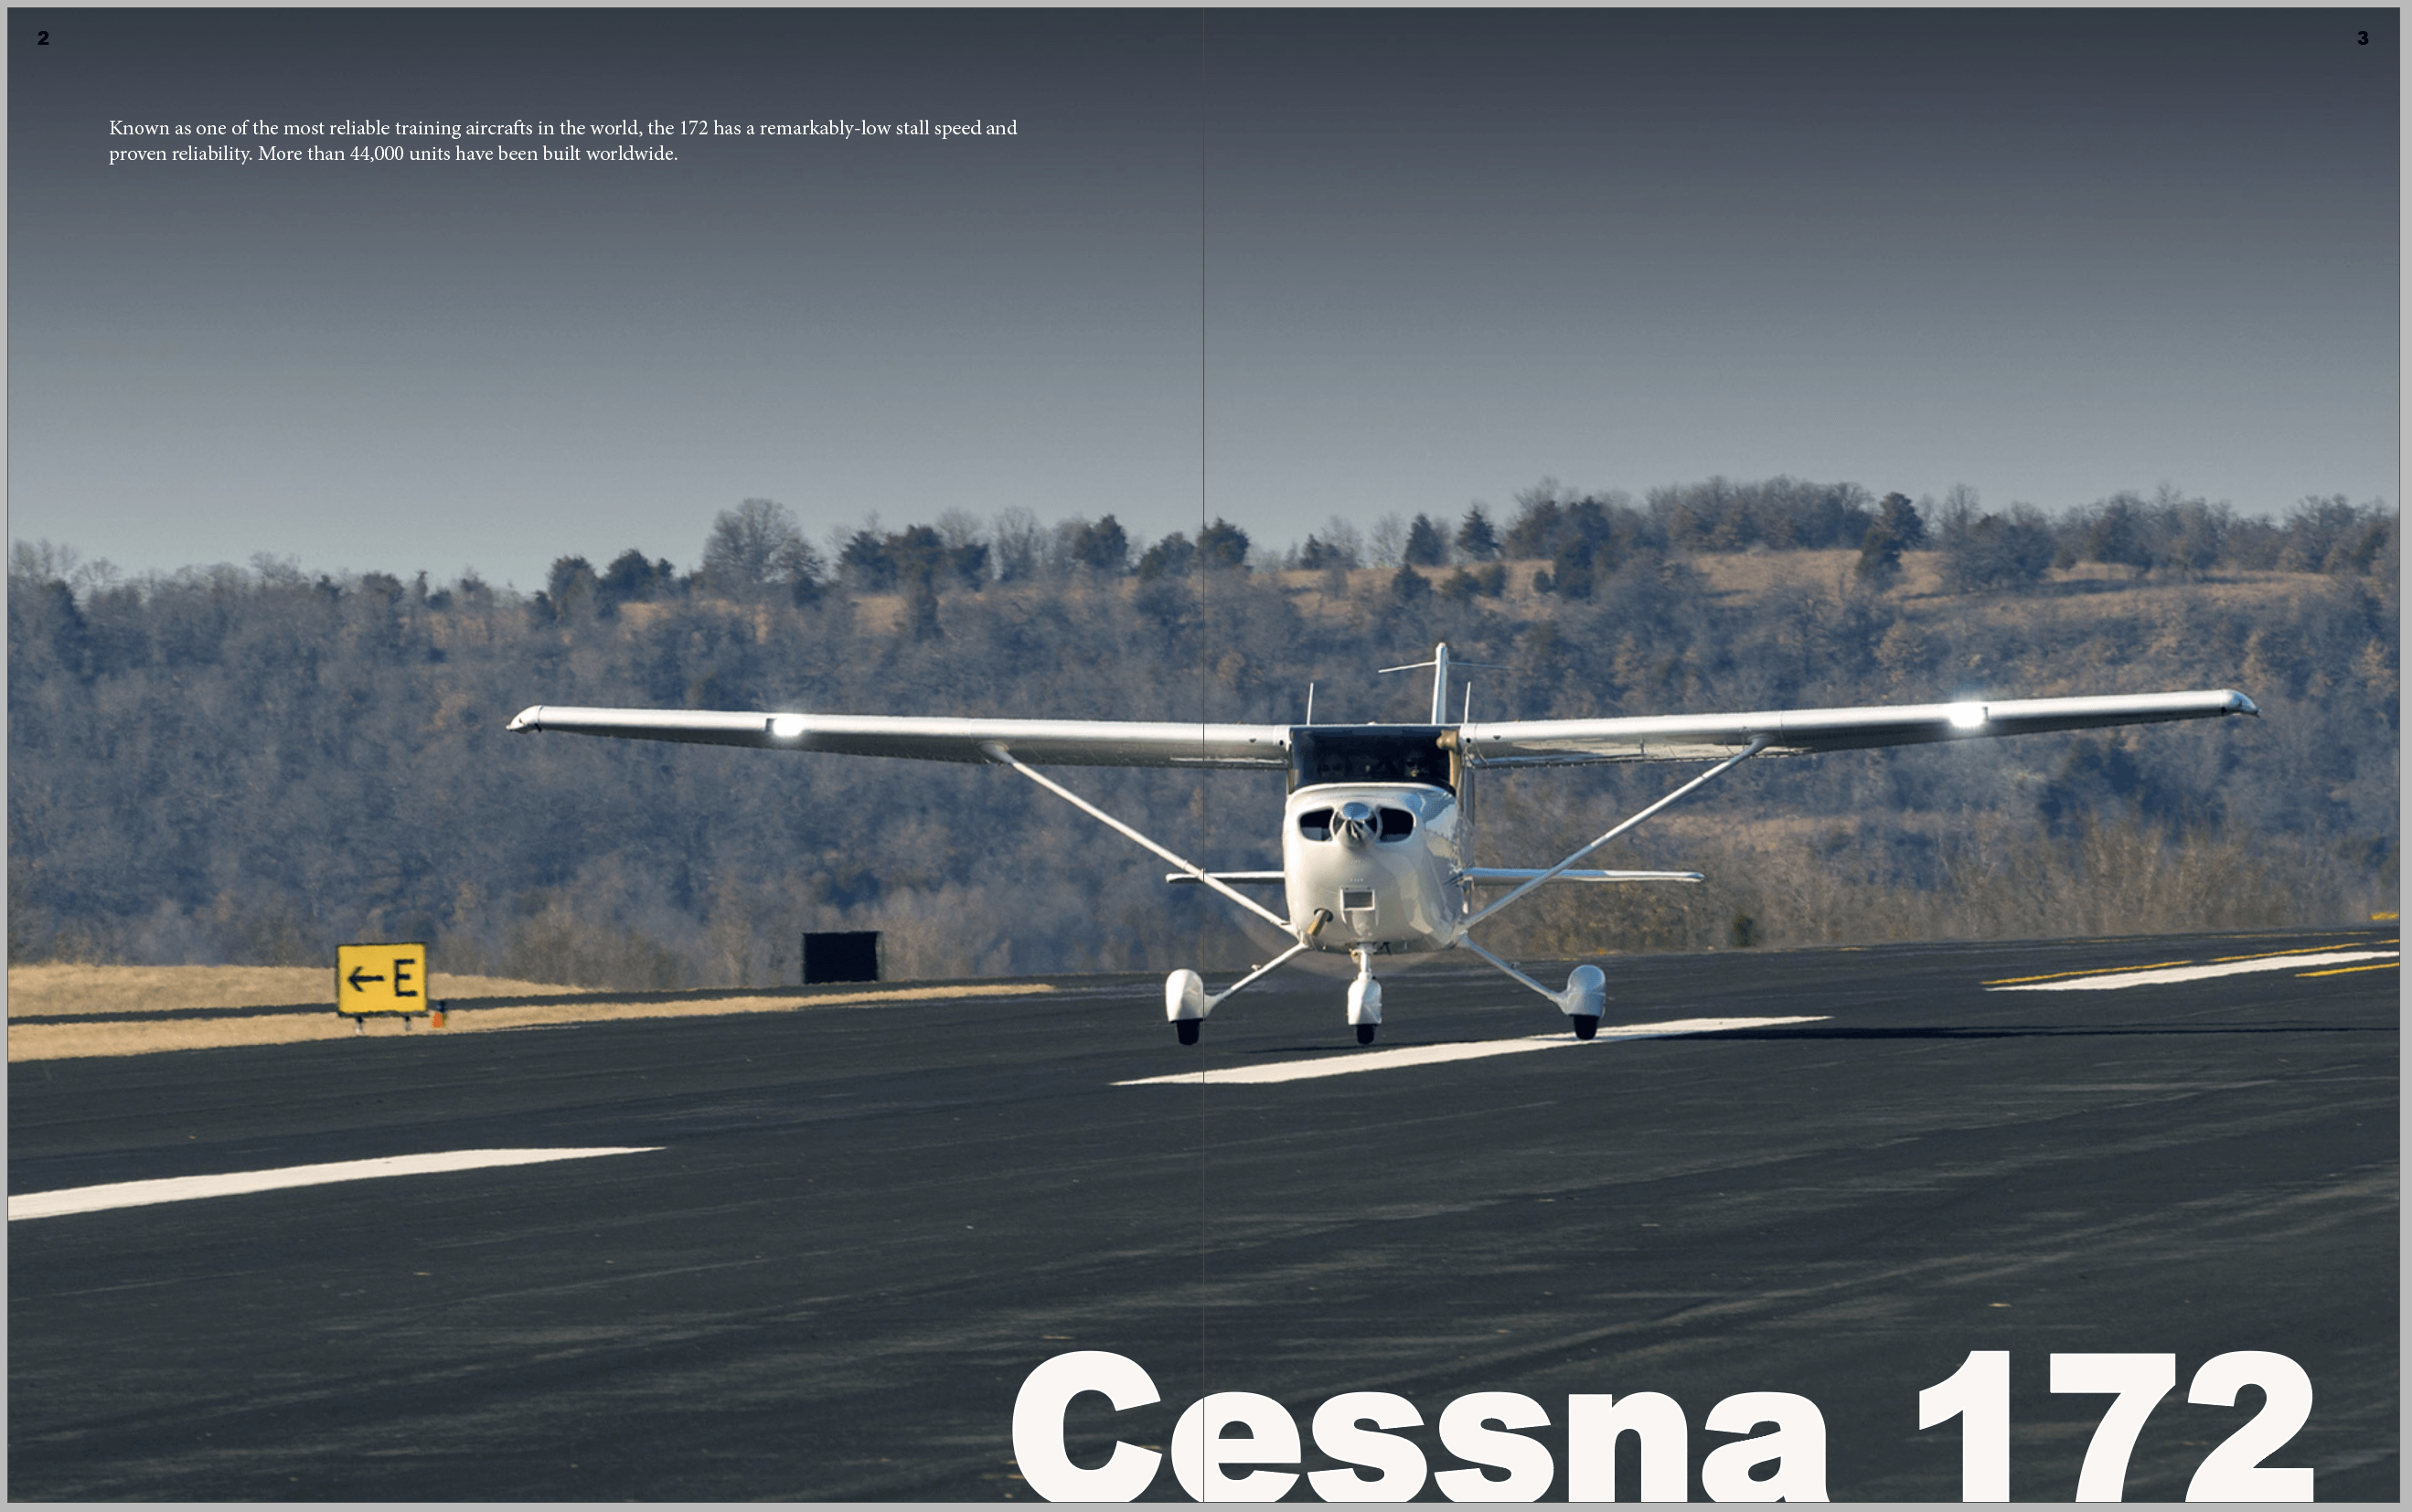 2
3
Known as one of the most reliable training aircrafts in the world, the 172 has a remarkably-low stall speed and
proven reliability. More than 44,000 units have been built worldwide.
←E
Cessna 172